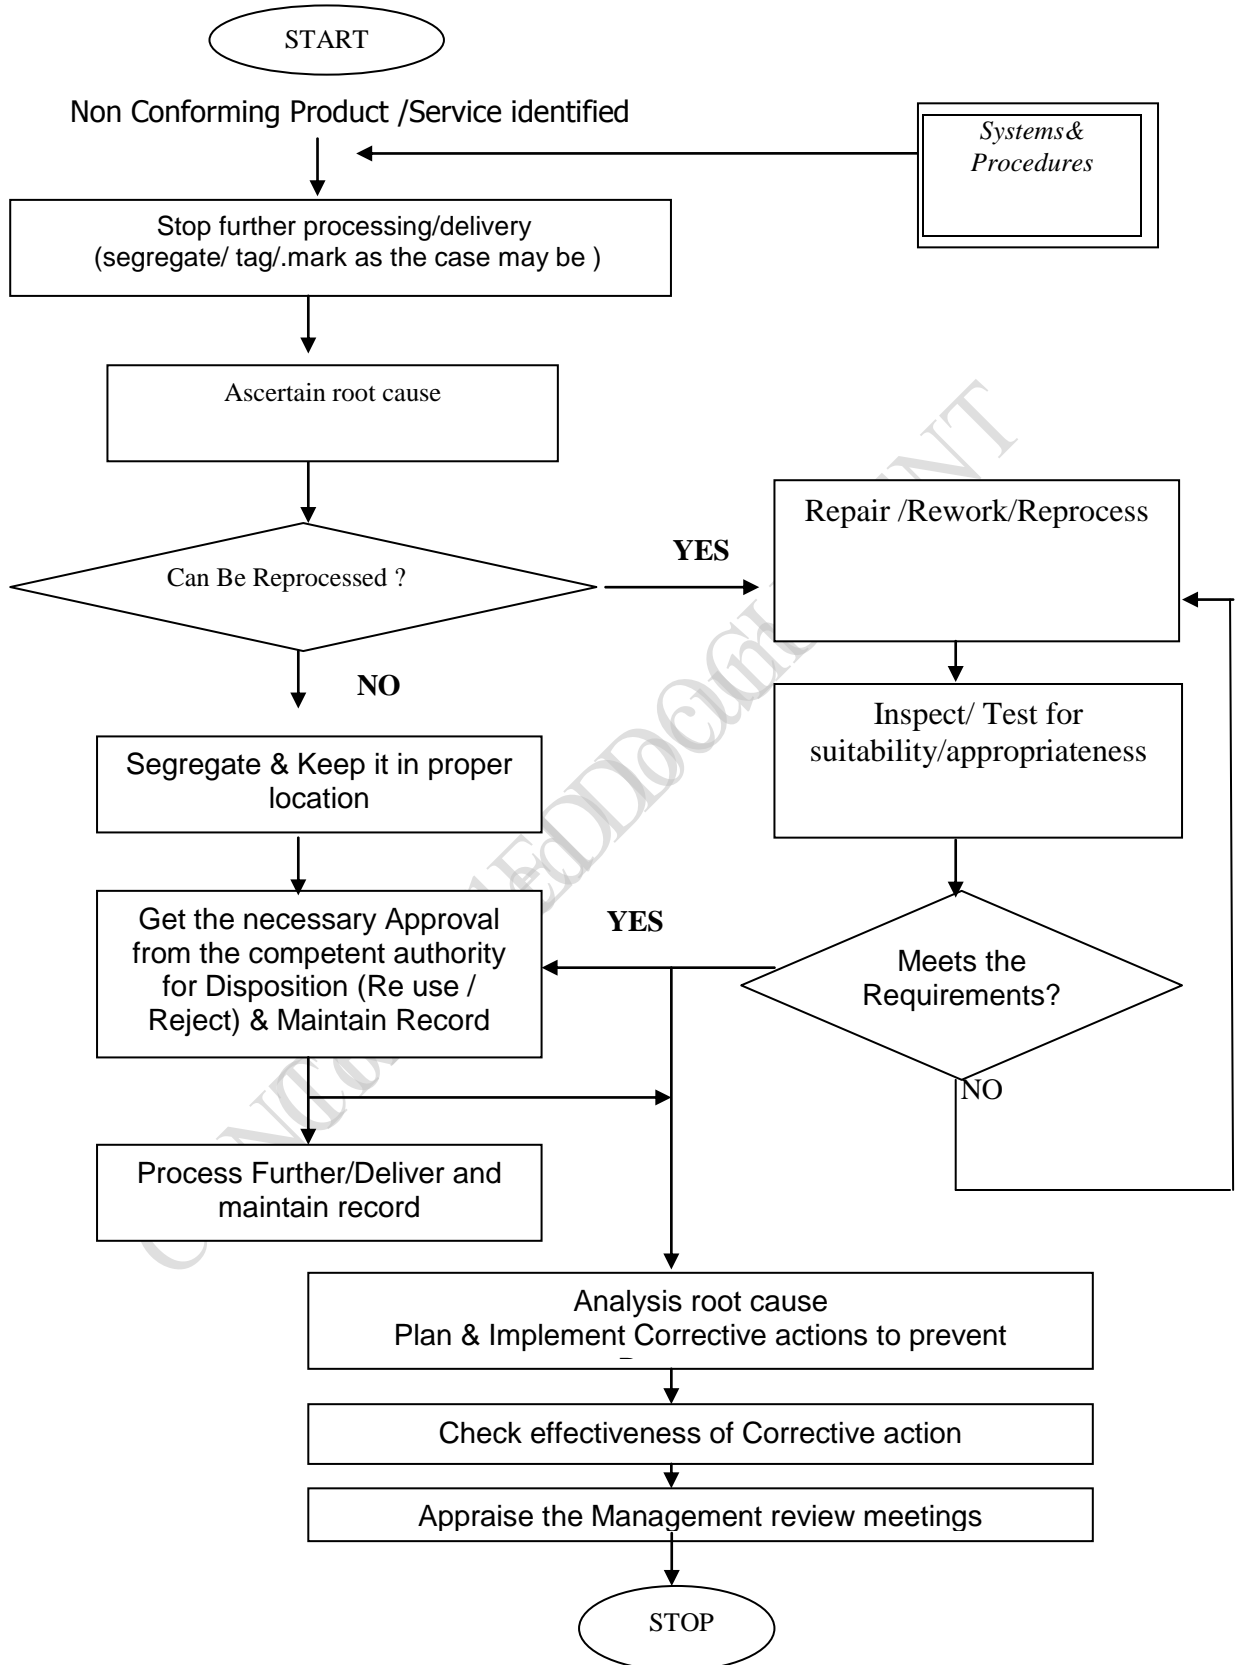 START
Non Conforming Product /Service identified
Systems&
Procedures
Stop further processing/delivery
(segregate/ tag/.mark as the case may be )
Ascertain root cause
Can Be Reprocessed ?
YES
Repair /Rework/Reprocess
NO
Inspect/ Test for
suitability/appropriateness
Segregate & Keep it in proper
location
Get the necessary Approval
from the competent authority
for Disposition (Re use /
Reject) & Maintain Record
YES
Meets the
Requirements?
NO
Process Further/Deliver and
maintain record
Analysis root cause
Plan & Implement Corrective actions to prevent
Check effectiveness of Corrective action
Appraise the Management review meetings
STOP